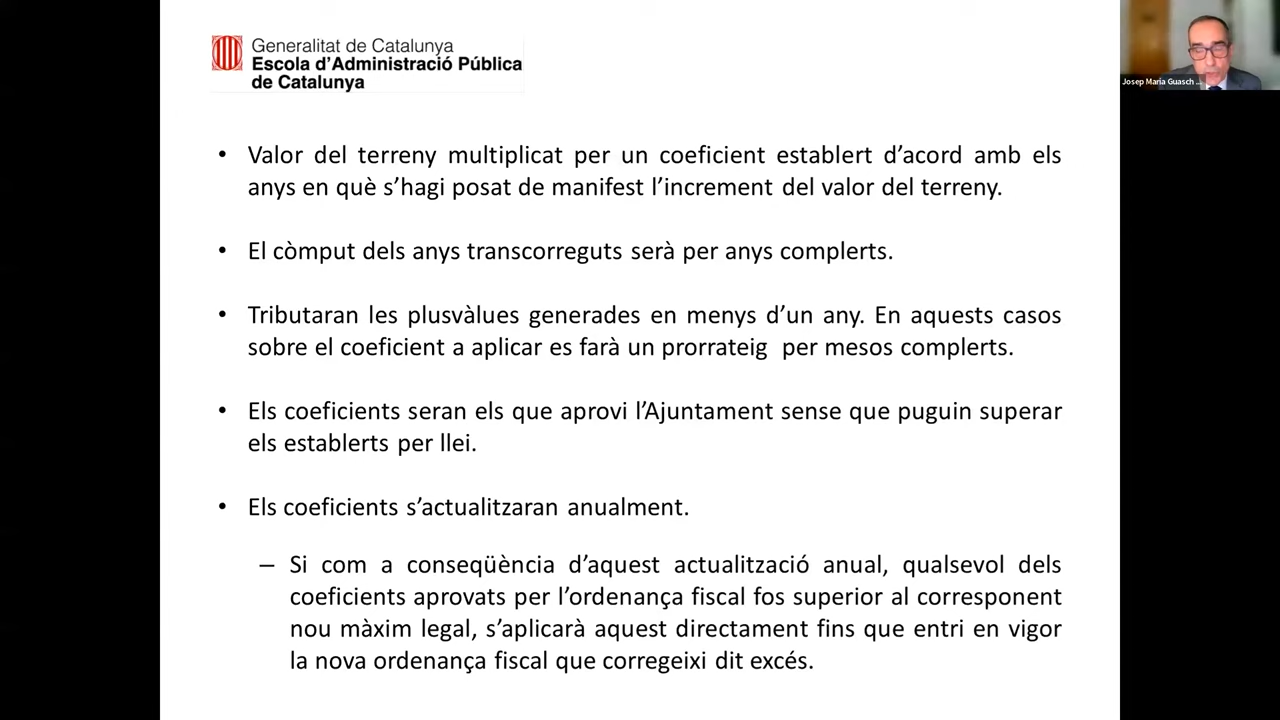 Generalitat de Catalunya
Escola d'Administració Pública
de Catalunya
Josep Maria Guasch ...
• Valor del terreny multiplicat per un coeficient establert d’acord amb els
anys en què s’hagi posat de manifest l’increment del valor del terreny.
• El còmput dels anys transcorreguts serà per anys complerts.
• Tributaran les plusvàlues generades en menys d’un any. En aquests casos
sobre el coeficient a aplicar es farà un prorrateig per mesos complerts.
• Els coeficients seran els que aprovi l’Ajuntament sense que puguin superar
els establerts per llei.
• Els coeficients s’actualitzaran anualment.
– Si com a conseqüència d’aquest actualització anual, qualsevol dels
coeficients aprovats per l’ordenança fiscal fos superior al corresponent
nou màxim legal, s’aplicarà aquest directament fins que entri en vigor
la nova ordenança fiscal que corregeixi dit excés.